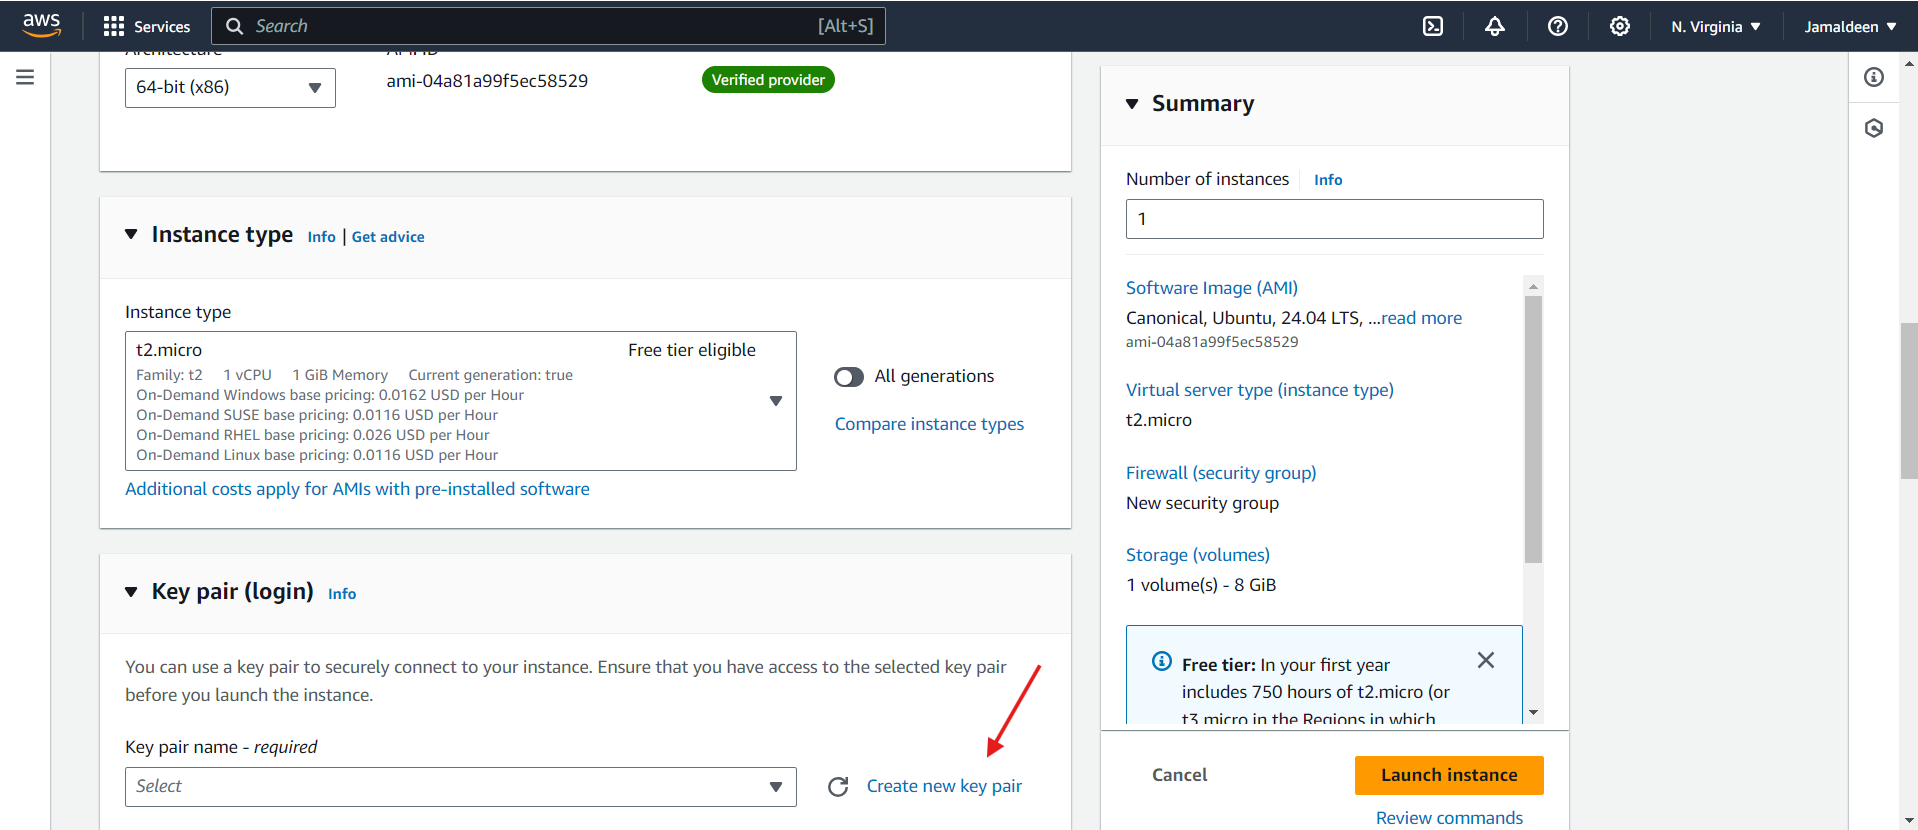 aws
Services
Search [Alt+S]
N. Virginia
Jamaldeen
64-bit (x86)
ami-04a81a99f5ec58529
Verified provider
Instance type Info | Get advice
Instance type
t2.micro Free tier eligible
Family: t2 1 vCPU 1 GiB Memory Current generation: true
On-Demand Windows base pricing: 0.0162 USD per Hour
On-Demand SUSE base pricing: 0.0116 USD per Hour
On-Demand RHEL base pricing: 0.026 USD per Hour
On-Demand Linux base pricing: 0.0116 USD per Hour
All generations
Compare instance types
Additional costs apply for AMIs with pre-installed software
Key pair (login) Info
You can use a key pair to securely connect to your instance. Ensure that you have access to the selected key pair
before you launch the instance.
Key pair name - required
Select
Create new key pair
Summary
Number of instances Info
1
Software Image (AMI)
Canonical, Ubuntu, 24.04 LTS, ...read more
ami-04a81a99f5ec58529
Virtual server type (instance type)
t2.micro
Firewall (security group)
New security group
Storage (volumes)
1 volume(s) - 8 GiB
Free tier: In your first year
includes 750 hours of t2.micro (or
t3.micro in the Regions in which
Cancel
Launch instance
Review commands